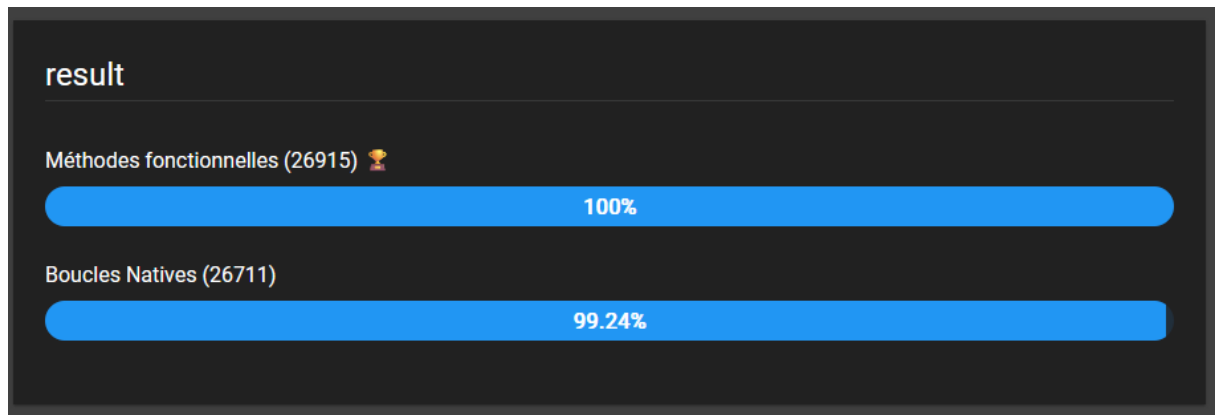 result
Méthodes fonctionnelles (26915) 🏆
100%
Boucles Natives (26711)
99.24%